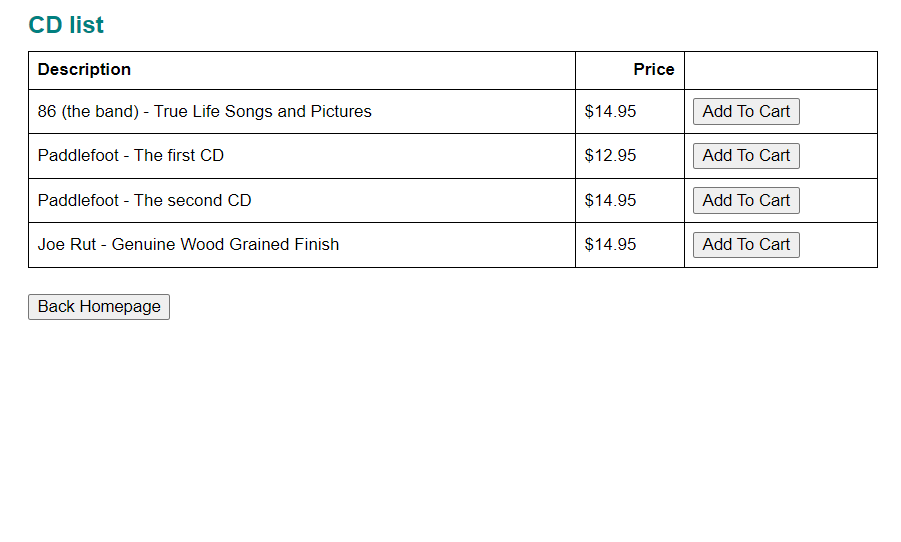 CD list
Description Price
86 (the band) - True Life Songs and Pictures $14.95 Add To Cart
Paddlefoot - The first CD $12.95 Add To Cart
Paddlefoot - The second CD $14.95 Add To Cart
Joe Rut - Genuine Wood Grained Finish $14.95 Add To Cart
Back Homepage